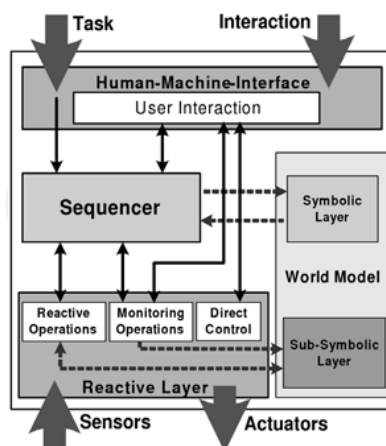 Task
Interaction
Human-Machine-Interface
User Interaction
Sequencer
Symbolic
Layer
World Model
Reactive
Operations
Monitoring
Operations
Direct
Control
Sub-Symbolic
Layer
Reactive Layer
Sensors
Actuators